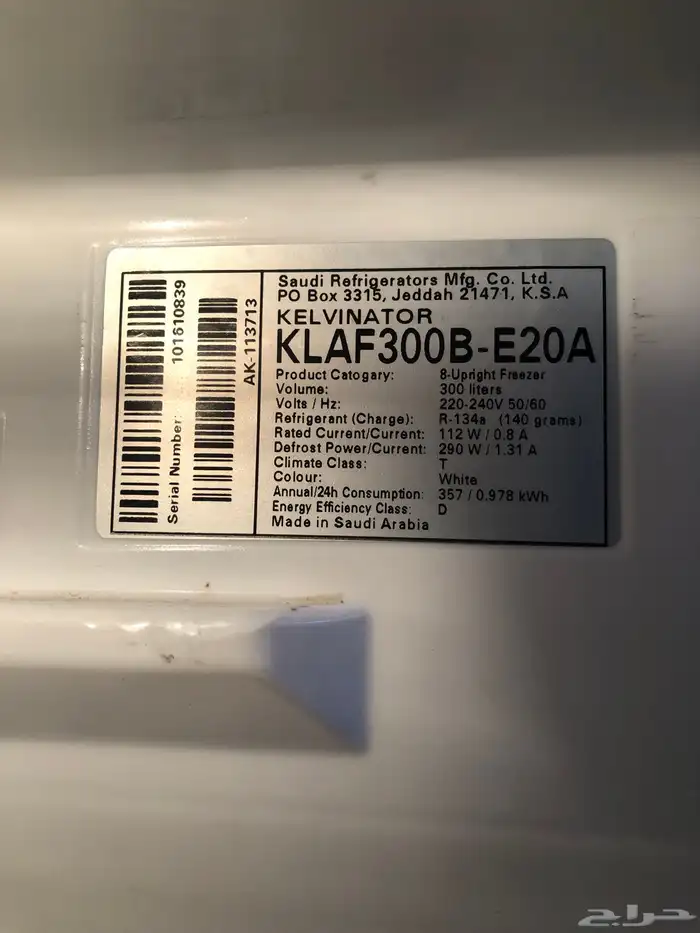 Saudi Refrigerators Mfg. Co. Ltd.
PO Box 3315, Jeddah 21471, K.S.A
KELVINATOR
KLAF300B-E20A
Product Catogary: 8-Upright Freezer
Volume: 300 liters
Volts / Hz: 220-240V 50/60
Refrigerant (Charge): R-134a (140 grams)
Rated Current/Current: 112 W / 0.8 A
Defrost Power/Current: 290 W / 1.31 A
Climate Class: T
Colour: White
Annual/24h Consumption: 357 / 0.978 kWh
Energy Efficiency Class: D
Made in Saudi Arabia
Serial Number: 101610839
AK-113713
حراج